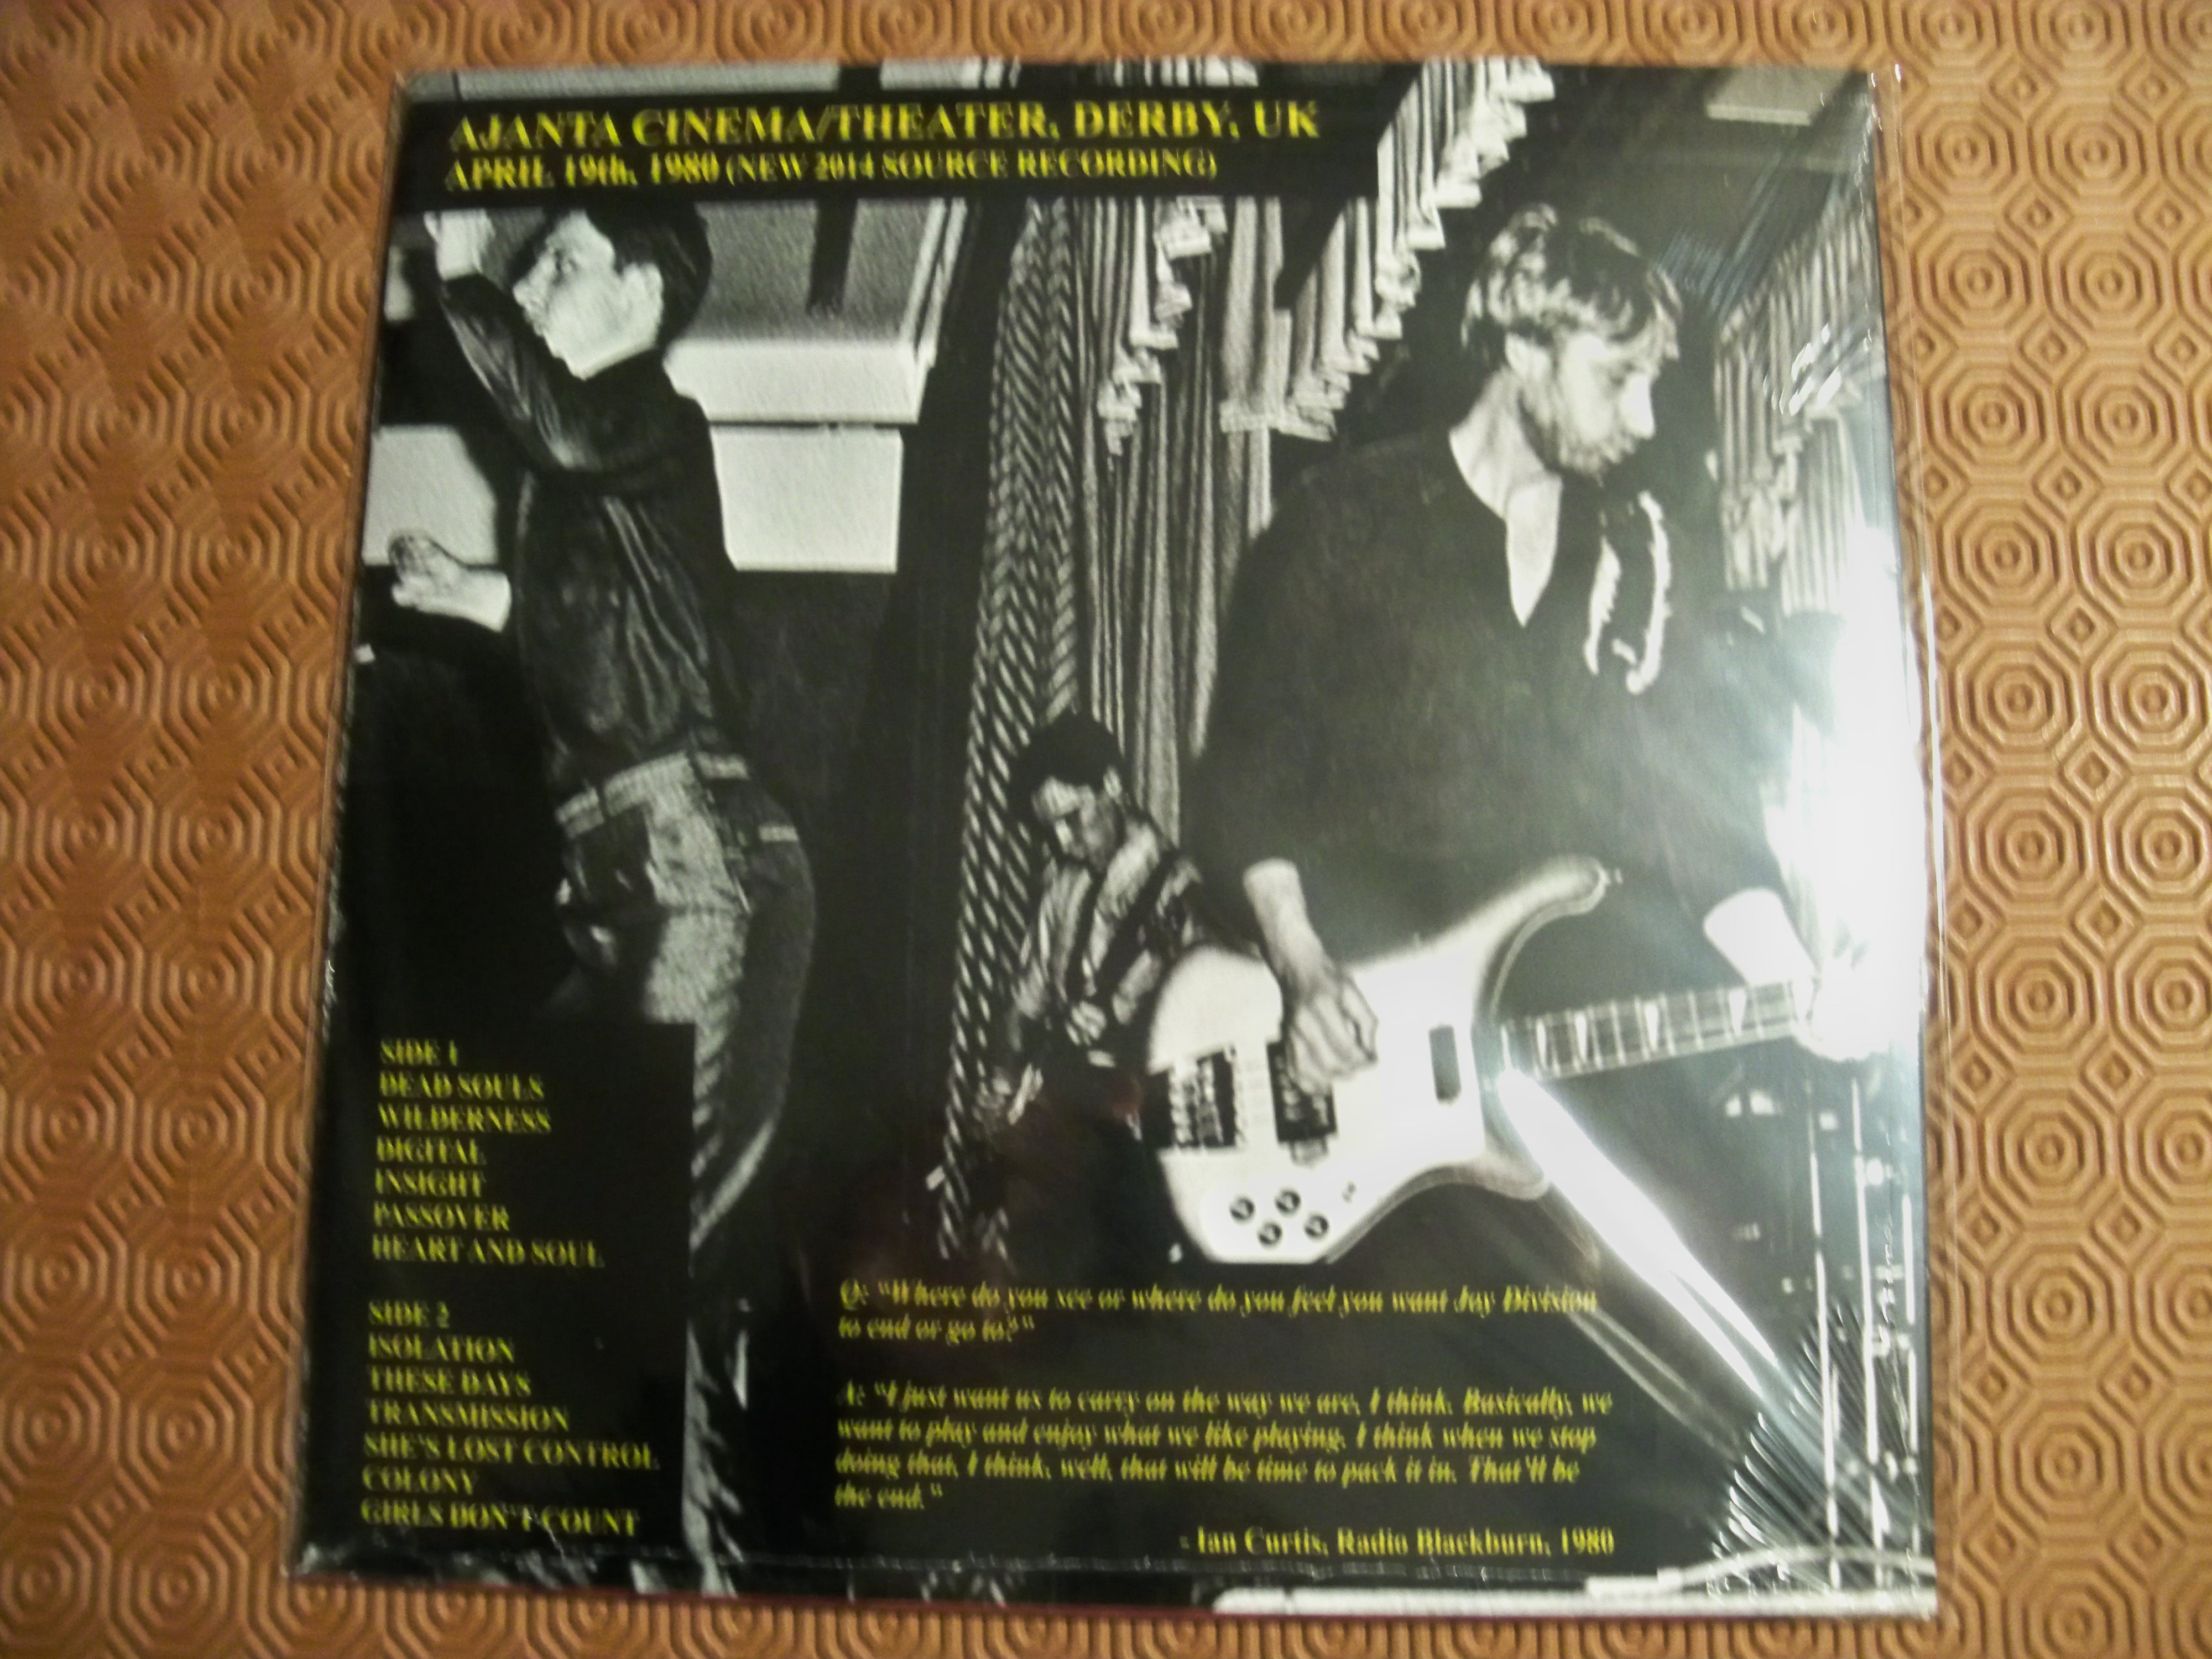 AJANTA CINEMA/THEATER, DERBY, UK
APRIL 19th, 1980 (NEW 2014 SOURCE RECORDING)
SIDE 1
DEAD SOULS
WILDERNESS
DIGITAL
INSIGHT
PASSOVER
HEART AND SOUL
SIDE 2
ISOLATION
THESE DAYS
TRANSMISSION
SHE'S LOST CONTROL
COLONY
GIRLS DON'T COUNT
Q: "Where do you see or where do you feel you want Joy Division
to end or go to?"
A: "I just want us to carry on the way we are, I think. Basically, we
want to play and enjoy what we like playing. I think when we stop
doing that, I think, well, that will be time to pack it in. That'll be
the end."
- Ian Curtis, Radio Blackburn, 1980